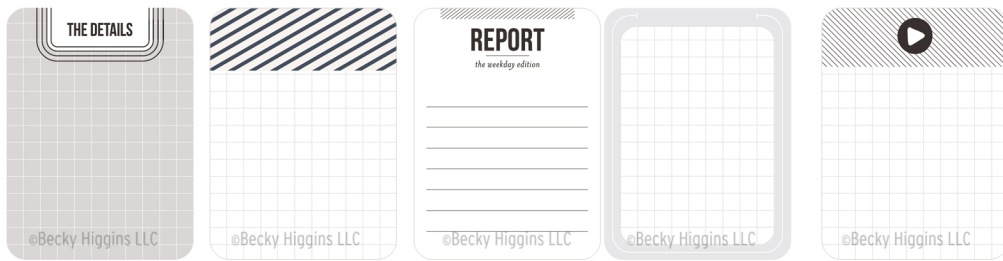 THE DETAILS
©Becky Higgins LLC
©Becky Higgins LLC
REPORT
the weekday edition
©Becky Higgins LLC
©Becky Higgins LLC
©Becky Higgins LLC